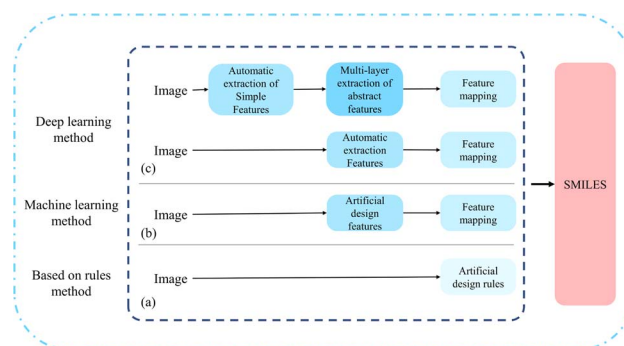 Deep learning
method
Image
Automatic
extraction of
Simple
Features
Multi-layer
extraction of
abstract
features
Feature
mapping
Image
Automatic
extraction
Features
Feature
mapping
(c)
Machine learning
method
Image
Artificial
design
features
Feature
mapping
(b)
Based on rules
method
Image
Artificial
design rules
(a)
SMILES